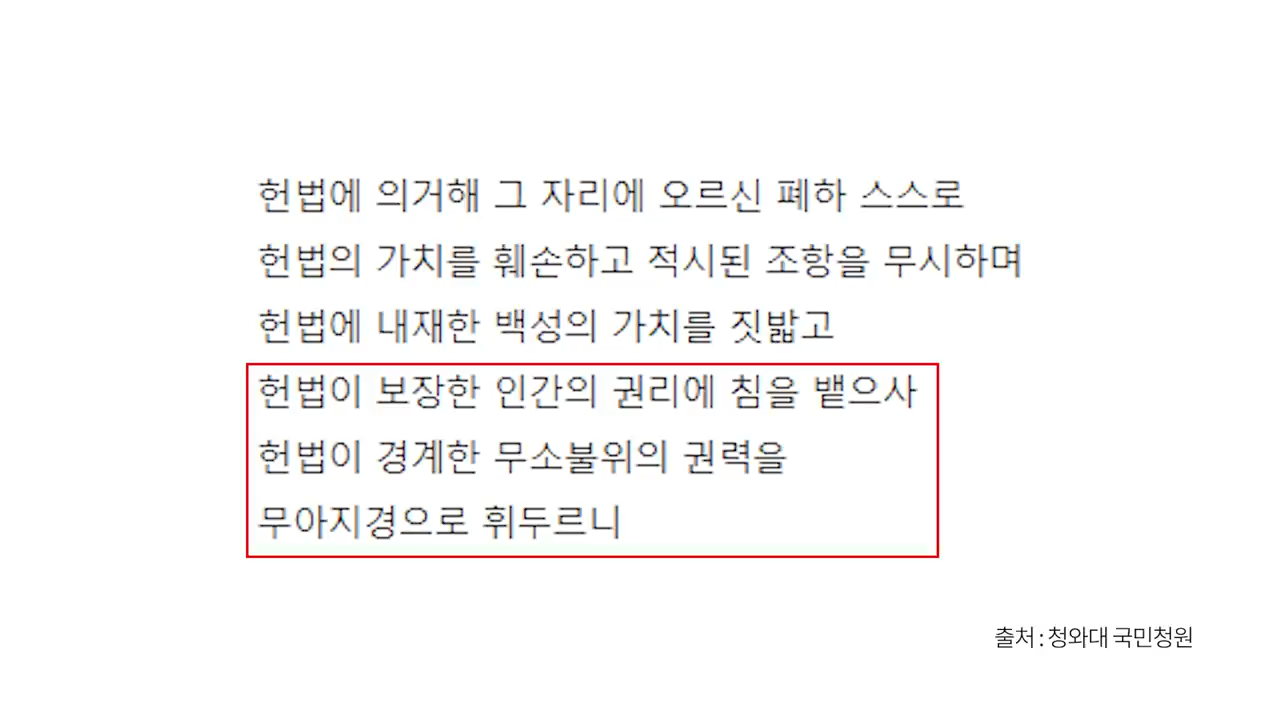 헌법에 의거해 그 자리에 오르신 폐하 스스로
헌법의 가치를 훼손하고 적시된 조항을 무시하며
헌법에 내재한 백성의 가치를 짓밟고
헌법이 보장한 인간의 권리에 침을 뱉으사
헌법이 경계한 무소불위의 권력을
무아지경으로 휘두르니
출처 : 청와대 국민청원